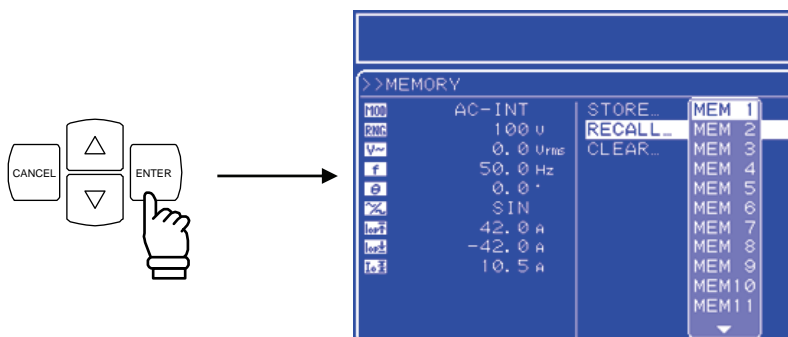 CANCEL
ENTER
>>MEMORY
MOD AC-INT
RNG 100 V
V~ 0.0 Vrms
f 50.0 Hz
θ 0.0 °
SIN
42.0 A
-42.0 A
10.5 A
STORE…
RECALL…
CLEAR…
MEM 1
MEM 2
MEM 3
MEM 4
MEM 5
MEM 6
MEM 7
MEM 8
MEM 9
MEM10
MEM11